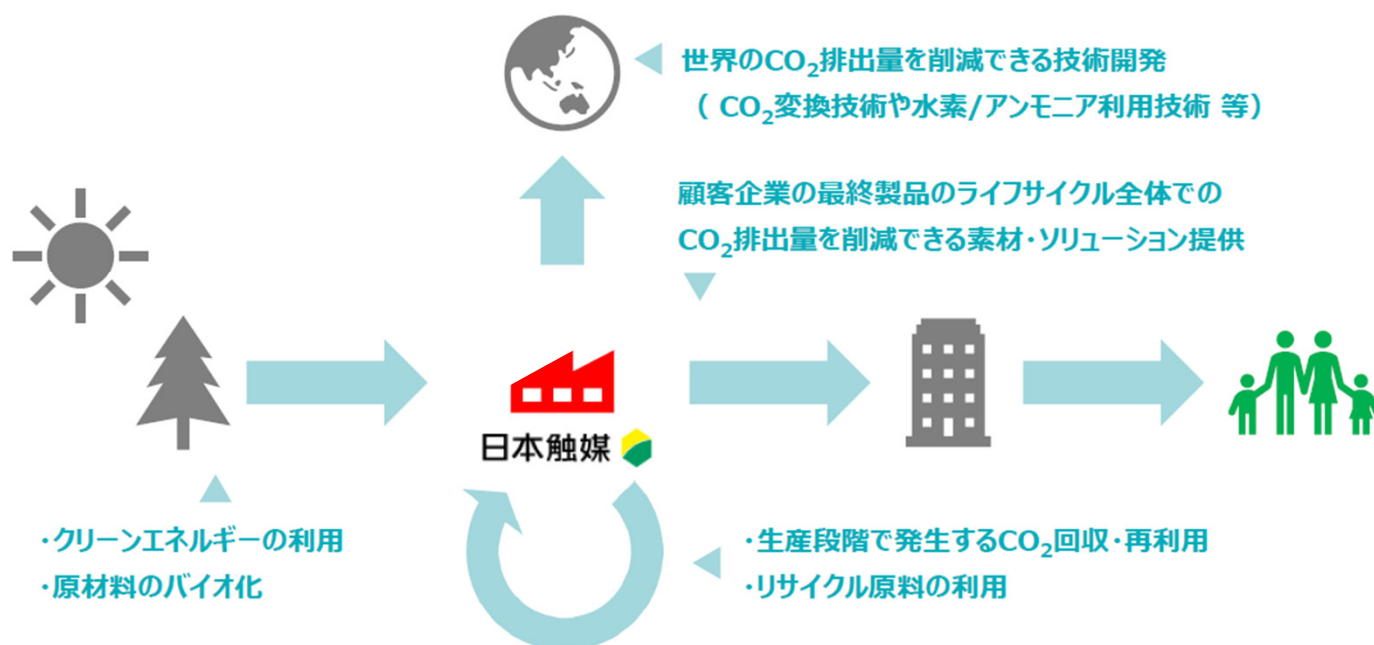 世界のCO₂排出量を削減できる技術開発
（ CO₂変換技術や水素/アンモニア利用技術 等）
顧客企業の最終製品のライフサイクル全体での
CO₂排出量を削減できる素材・ソリューション提供
日本触媒
・クリーンエネルギーの利用
・原材料のバイオ化
・生産段階で発生するCO₂回収・再利用
・リサイクル原料の利用